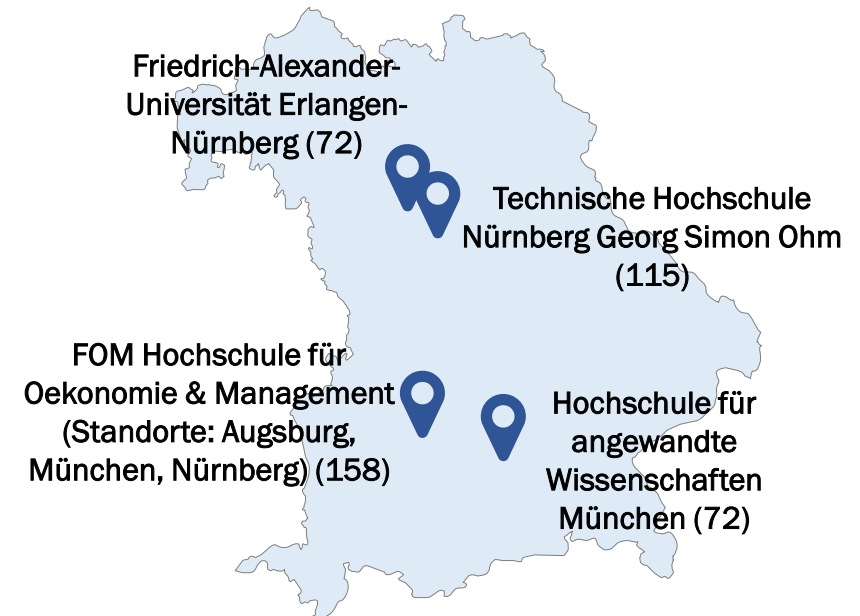 Friedrich-Alexander-
Universität Erlangen-
Nürnberg (72)
Technische Hochschule
Nürnberg Georg Simon Ohm
(115)
FOM Hochschule für
Oekonomie & Management
(Standorte: Augsburg,
München, Nürnberg) (158)
Hochschule für
angewandte
Wissenschaften
München (72)